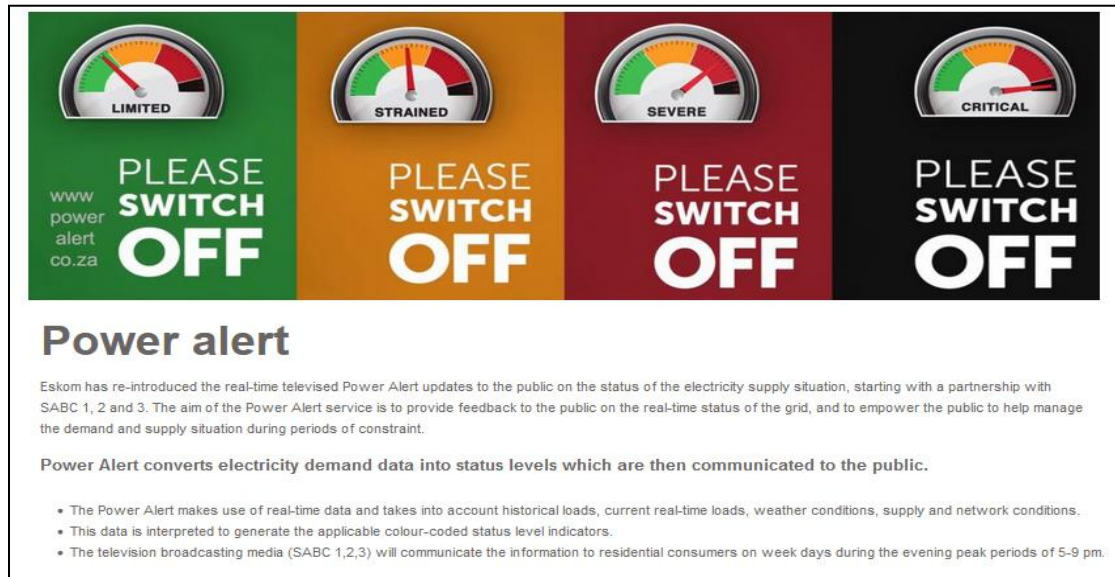 LIMITED
STRAINED
SEVERE
CRITICAL
www
power
alert
co.za
PLEASE
SWITCH
OFF
PLEASE
SWITCH
OFF
PLEASE
SWITCH
OFF
PLEASE
SWITCH
OFF
Power alert
Eskom has re-introduced the real-time televised Power Alert updates to the public on the status of the electricity supply situation, starting with a partnership with
SABC 1, 2 and 3. The aim of the Power Alert service is to provide feedback to the public on the real-time status of the grid, and to empower the public to help manage
the demand and supply situation during periods of constraint.
Power Alert converts electricity demand data into status levels which are then communicated to the public.
• The Power Alert makes use of real-time data and takes into account historical loads, current real-time loads, weather conditions, supply and network conditions.
• This data is interpreted to generate the applicable colour-coded status level indicators.
• The television broadcasting media (SABC 1,2,3) will communicate the information to residential consumers on week days during the evening peak periods of 5-9 pm.